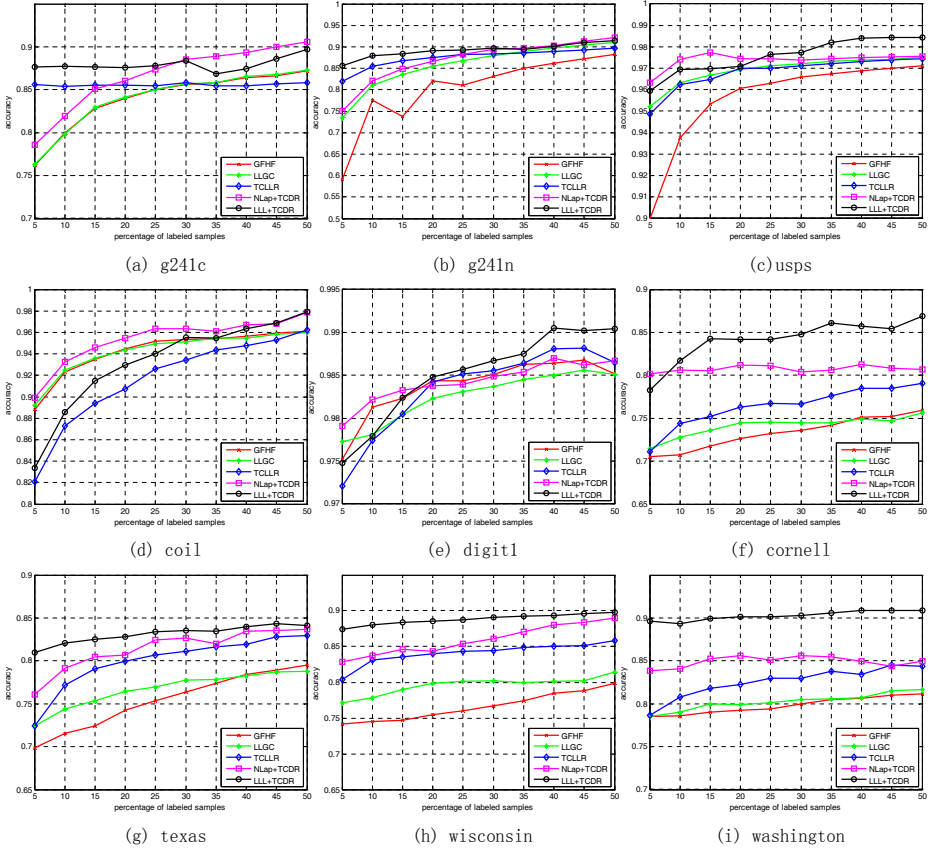 accuracy
0.9
0.85
0.8
0.75
0.7
5 10 15 20 25 30 35 40 45 50
percentage of labeled samples
GFHF
LLGC
TCLLR
NLap+TCDR
LLL+TCDR
(a) g241c
accuracy
1
0.95
0.9
0.85
0.8
0.75
0.7
0.65
0.6
0.55
0.5
5 10 15 20 25 30 35 40 45 50
percentage of labeled samples
GFHF
LLGC
TCLLR
NLap+TCDR
LLL+TCDR
(b) g241n
accuracy
1
0.99
0.98
0.97
0.96
0.95
0.94
0.93
0.92
0.91
0.9
5 10 15 20 25 30 35 40 45 50
percentage of labeled samples
GFHF
LLGC
TCLLR
NLap+TCDR
LLL+TCDR
(c)usps
accuracy
1
0.98
0.96
0.94
0.92
0.9
0.88
0.86
0.84
0.82
0.8
5 10 15 20 25 30 35 40 45 50
percentage of labeled samples
GFHF
LLGC
TCLLR
NLap+TCDR
LLL+TCDR
(d) coil
accuracy
0.995
0.99
0.985
0.98
0.975
0.97
5 10 15 20 25 30 35 40 45 50
percentage of labeled samples
GFHF
LLGC
TCLLR
NLap+TCDR
LLL+TCDR
(e) digit1
accuracy
0.9
0.85
0.8
0.75
0.7
0.65
5 10 15 20 25 30 35 40 45 50
percentage of labeled samples
GFHF
LLGC
TCLLR
NLap+TCDR
LLL+TCDR
(f) cornell
accuracy
0.9
0.85
0.8
0.75
0.7
0.65
5 10 15 20 25 30 35 40 45 50
percentage of labeled samples
GFHF
LLGC
TCLLR
NLap+TCDR
LLL+TCDR
(g) texas
accuracy
0.9
0.85
0.8
0.75
0.7
0.65
5 10 15 20 25 30 35 40 45 50
percentage of labeled samples
GFHF
LLGC
TCLLR
NLap+TCDR
LLL+TCDR
(h) wisconsin
accuracy
0.9
0.85
0.8
0.75
0.7
5 10 15 20 25 30 35 40 45 50
percentage of labeled samples
GFHF
LLGC
TCLLR
NLap+TCDR
LLL+TCDR
(i) washington